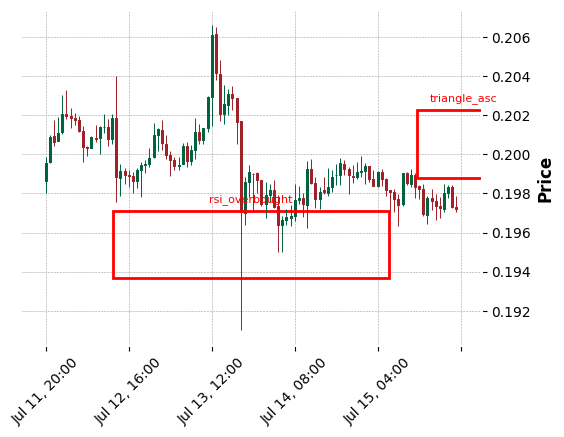 0.206
0.204
triangle_asc
0.202
0.200
Price
0.198
rsi_overbought
0.196
0.194
0.192
Jul 11, 20:00
Jul 12, 16:00
Jul 13, 12:00
Jul 14, 08:00
Jul 15, 04:00